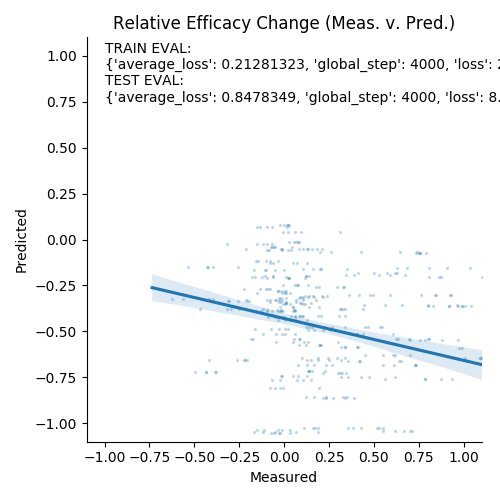 Relative Efficacy Change (Meas. v. Pred.)
TRAIN EVAL:
{'average_loss': 0.21281323, 'global_step': 4000, 'loss': 2
TEST EVAL:
{'average_loss': 0.8478349, 'global_step': 4000, 'loss': 8.
1.00
0.75
0.50
0.25
0.00
−0.25
−0.50
−0.75
−1.00
Predicted
−1.00 −0.75 −0.50 −0.25 0.00 0.25 0.50 0.75 1.00
Measured